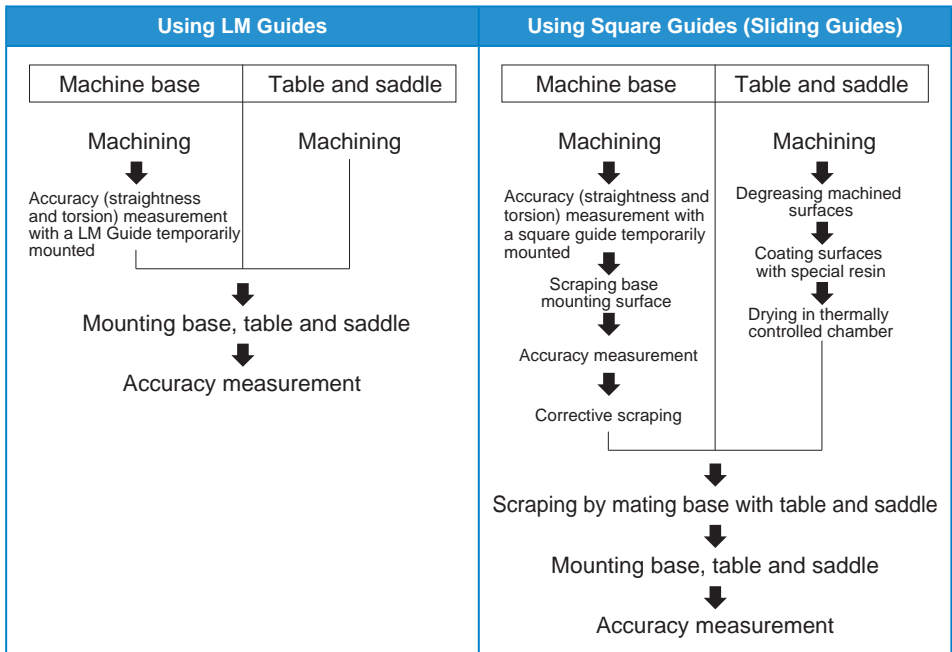 Using LM Guides
Machine base
Table and saddle
Machining
Machining
Accuracy (straightness
and torsion) measurement
with a LM Guide temporarily
mounted
Mounting base, table and saddle
Accuracy measurement
Using Square Guides (Sliding Guides)
Machine base
Table and saddle
Machining
Accuracy (straightness and
torsion) measurement with
a square guide temporarily
mounted
Scraping base
mounting surface
Accuracy measurement
Corrective scraping
Machining
Degreasing machined
surfaces
Coating surfaces
with special resin
Drying in thermally
controlled chamber
Scraping by mating base with table and saddle
Mounting base, table and saddle
Accuracy measurement